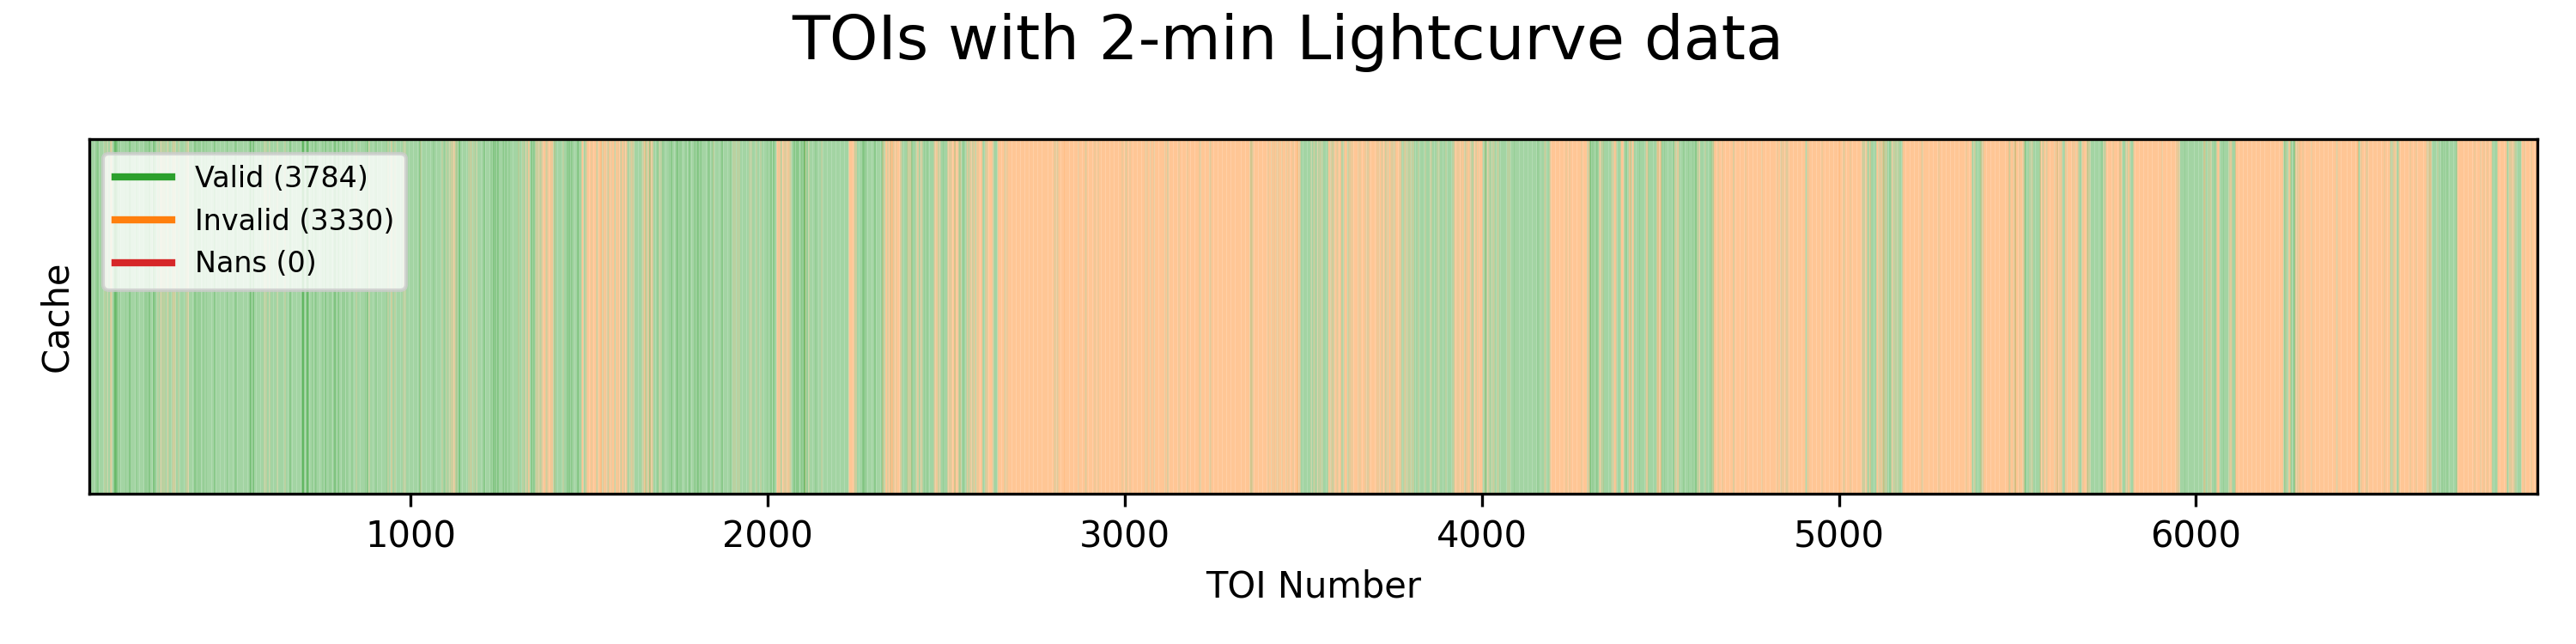 TOIs with 2-min Lightcurve data
Valid (3784)
Invalid (3330)
Nans (0)
Cache
1000 2000 3000 4000 5000 6000
TOI Number